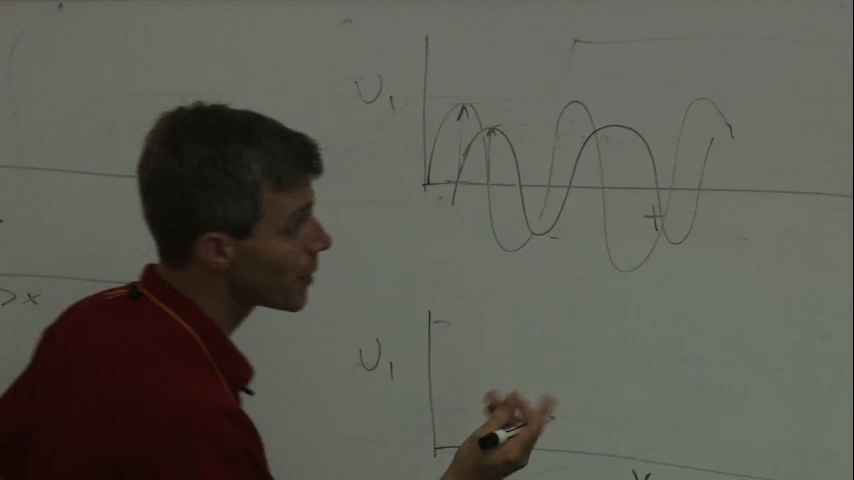 U₁
+
-
>x
U₁